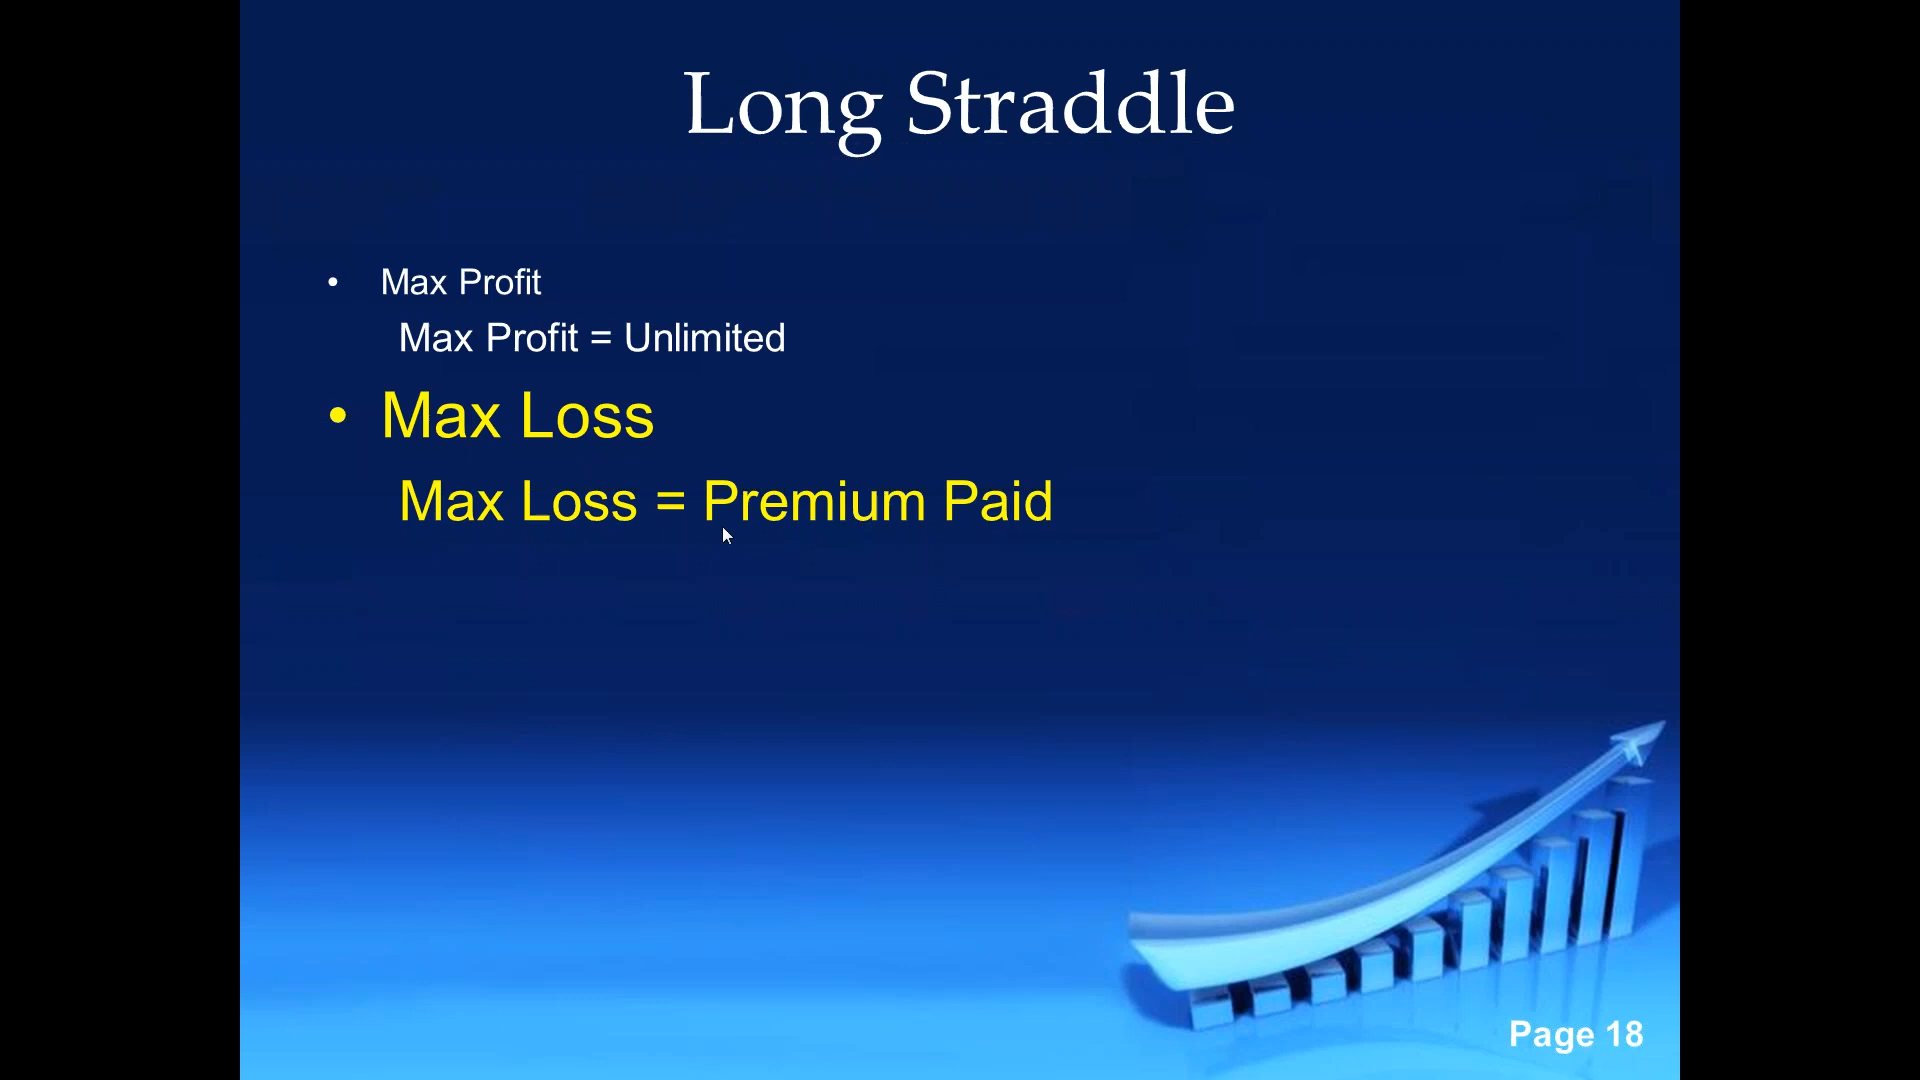 Long Straddle
• Max Profit
Max Profit = Unlimited
• Max Loss
Max Loss = Premium Paid
Page 18